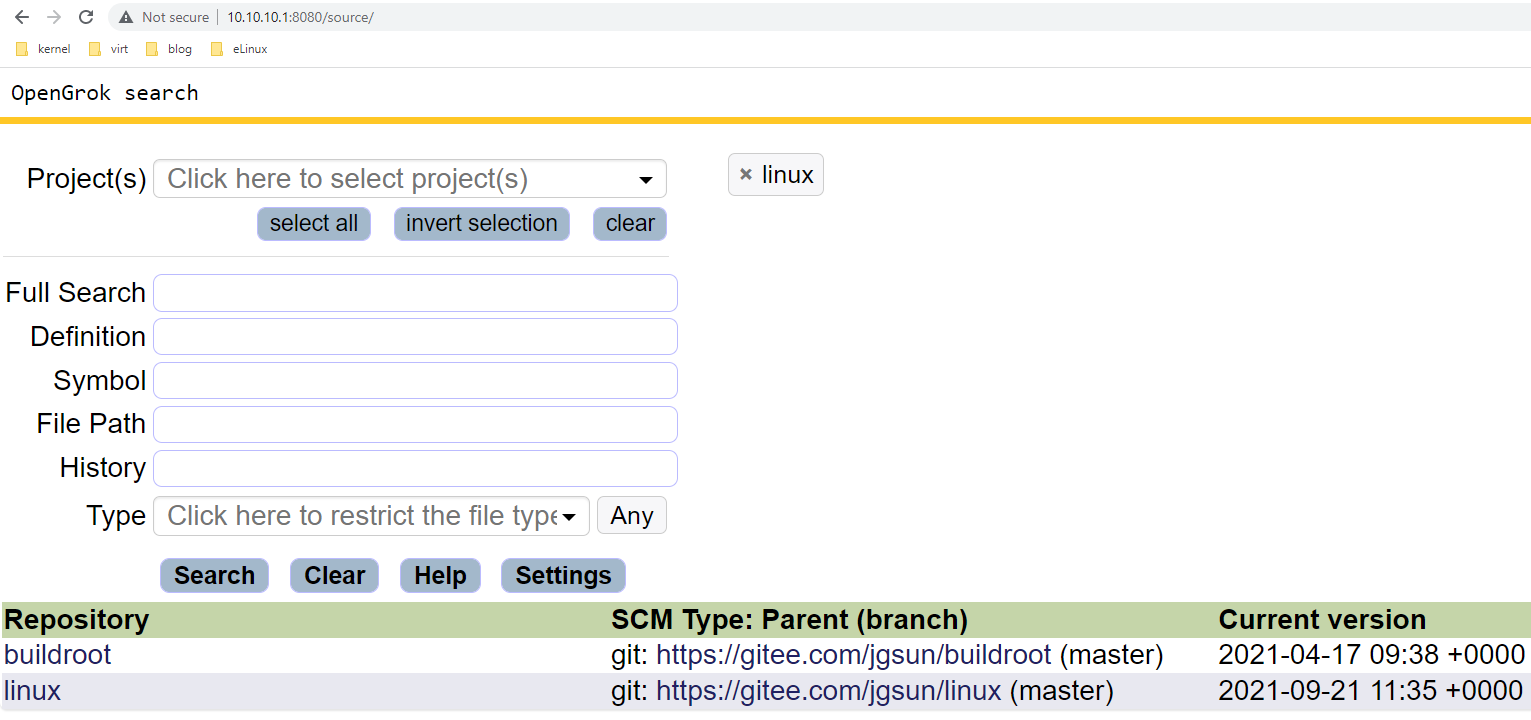 Not secure 10.10.10.1:8080/source/
kernel virt blog eLinux
OpenGrok search
Project(s) Click here to select project(s) × linux
select all invert selection clear
Full Search
Definition
Symbol
File Path
History
Type Click here to restrict the file type Any
Search Clear Help Settings
Repository SCM Type: Parent (branch) Current version
buildroot git: https://gitee.com/jgsun/buildroot (master) 2021-04-17 09:38 +0000
linux git: https://gitee.com/jgsun/linux (master) 2021-09-21 11:35 +0000